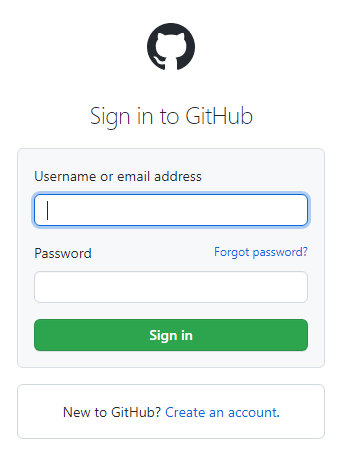 Sign in to GitHub
Username or email address
Password Forgot password?
Sign in
New to GitHub? Create an account.